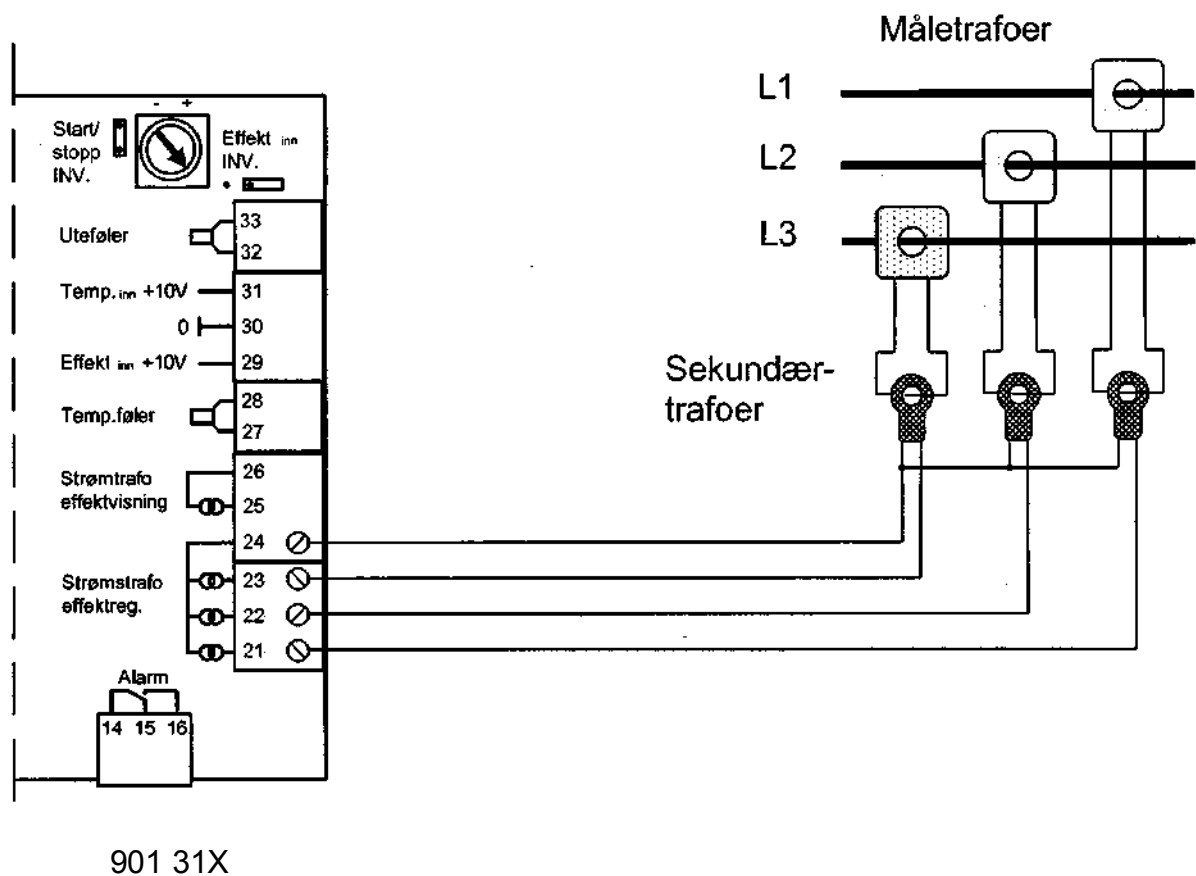 Måletrafoer
L1
L2
L3
- +
Start/
stopp
INV.
Effekt inn
INV.
Uteføler
33
32
Temp. inn +10V
31
0
30
Effekt inn +10V
29
Temp.føler
28
27
Strømtrafo
effektvisning
26
25
24
Strømstrafo
effektreg.
23
22
21
Sekundær-
trafoer
Alarm
14 15 16
901 31X